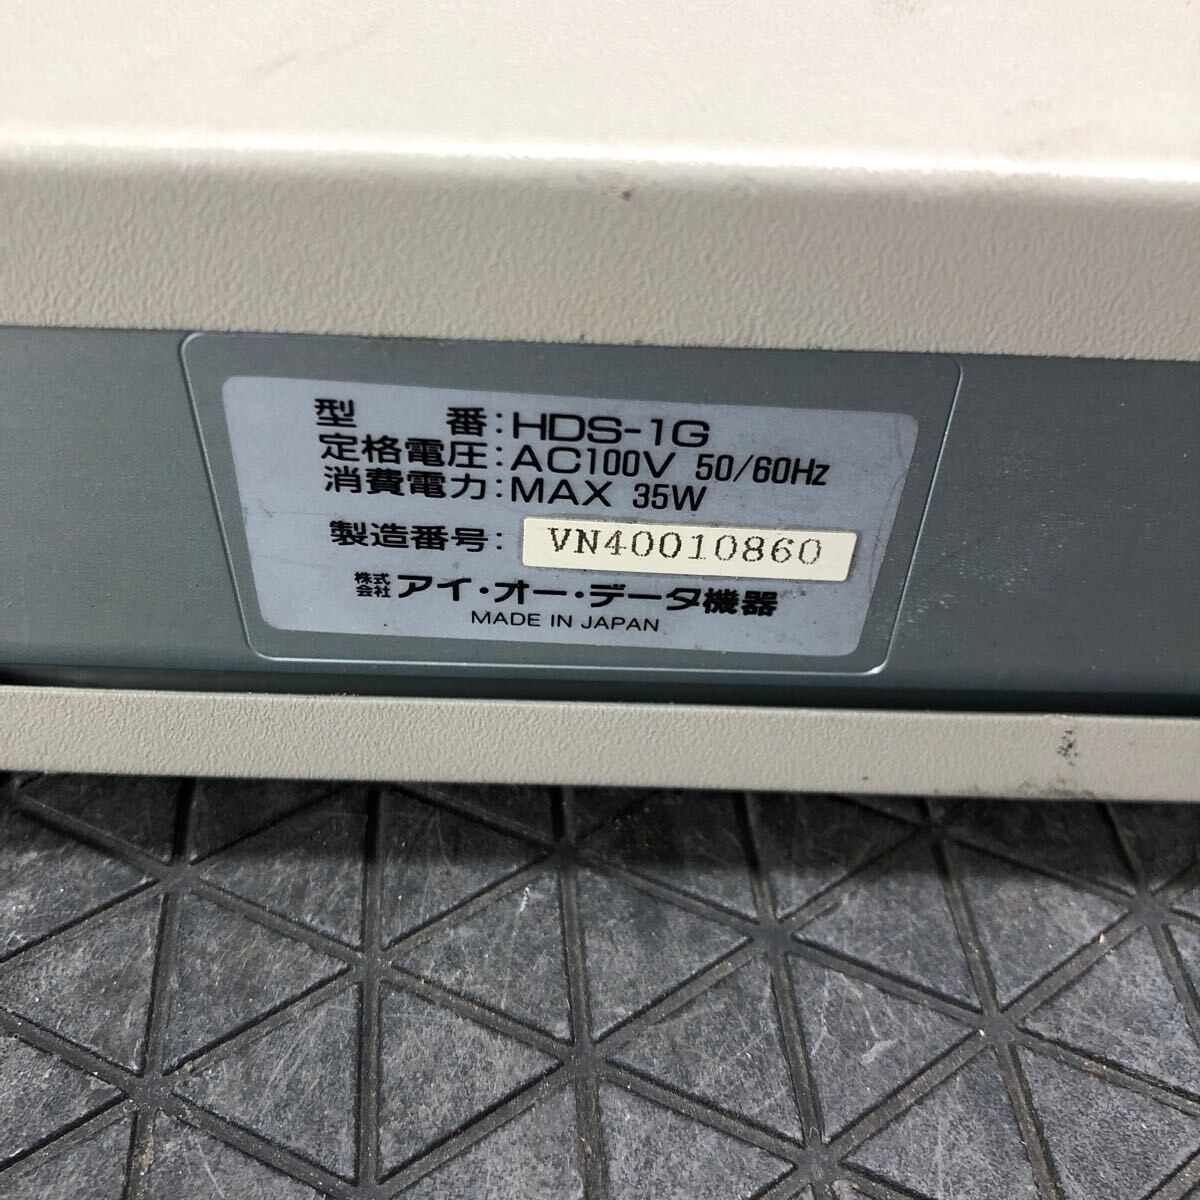 型　　番：HDS-1G
定格電圧：AC100V 50/60Hz
消費電力：MAX 35W
製造番号：VN40010860
株式会社 アイ・オー・データ機器
MADE IN JAPAN